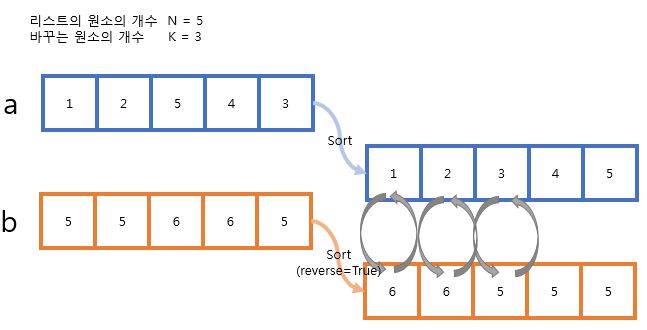 리스트의 원소의 개수 N = 5
바꾸는 원소의 개수 K = 3
a
1 2 5 4 3
Sort
1 2 3 4 5
b
5 5 6 6 5
Sort
(reverse=True)
6 6 5 5 5